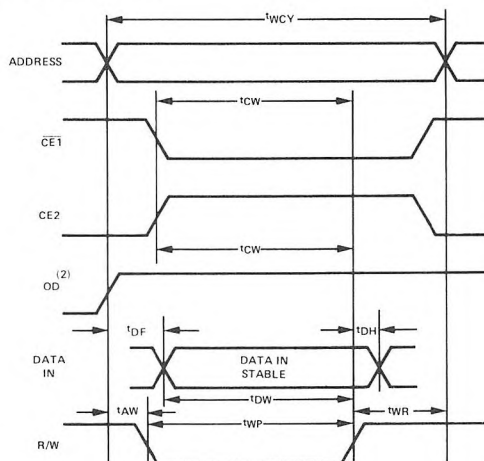 tWCY
ADDRESS
tCW
CE1
CE2
tCW
OD(2)
tDF
tDH
DATA IN
DATA IN STABLE
tDW
tAW
tWP
tWR
R/W